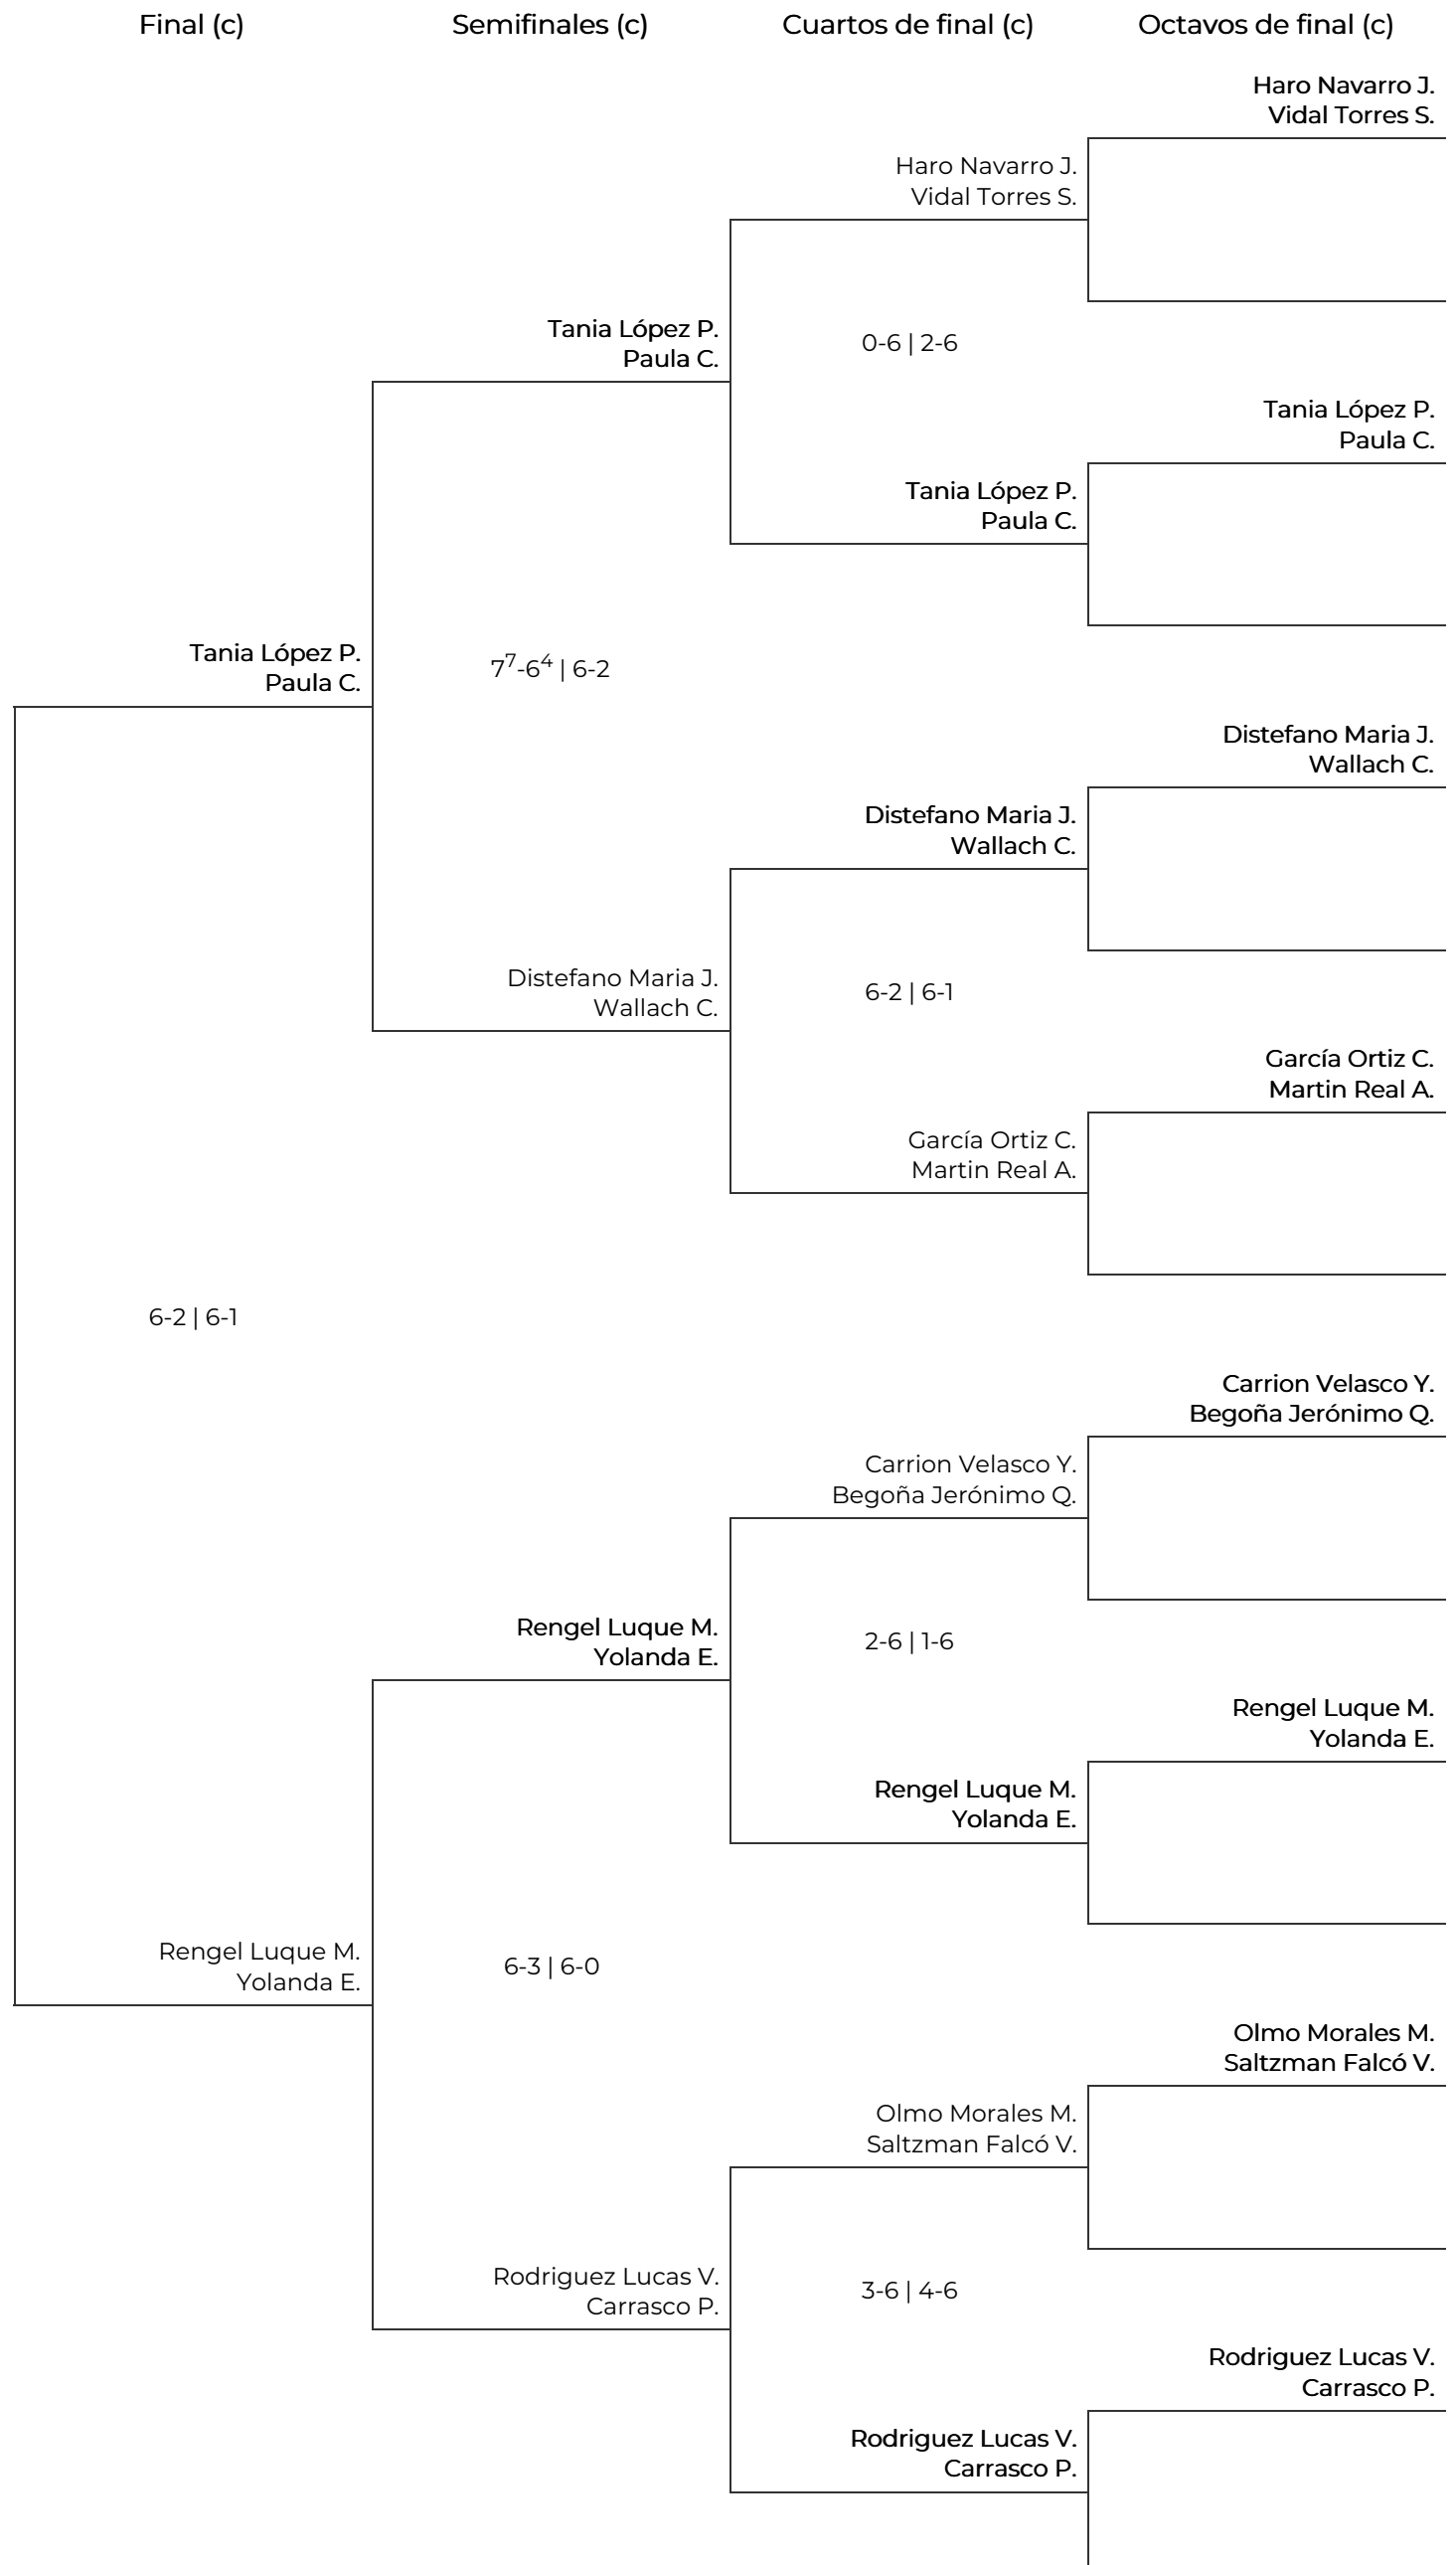 Final (c)
Semifinales (c)
Cuartos de final (c)
Octavos de final (c)
Haro Navarro J.
Vidal Torres S.
Haro Navarro J.
Vidal Torres S.
Tania López P.
Paula C.
0-6 | 2-6
Tania López P.
Paula C.
Tania López P.
Paula C.
Tania López P.
Paula C.
7⁷-6⁴ | 6-2
Distefano Maria J.
Wallach C.
Distefano Maria J.
Wallach C.
Distefano Maria J.
Wallach C.
6-2 | 6-1
García Ortiz C.
Martin Real A.
García Ortiz C.
Martin Real A.
6-2 | 6-1
Carrion Velasco Y.
Begoña Jerónimo Q.
Carrion Velasco Y.
Begoña Jerónimo Q.
Rengel Luque M.
Yolanda E.
2-6 | 1-6
Rengel Luque M.
Yolanda E.
Rengel Luque M.
Yolanda E.
Rengel Luque M.
Yolanda E.
6-3 | 6-0
Olmo Morales M.
Saltzman Falcó V.
Olmo Morales M.
Saltzman Falcó V.
Rodriguez Lucas V.
Carrasco P.
3-6 | 4-6
Rodriguez Lucas V.
Carrasco P.
Rodriguez Lucas V.
Carrasco P.